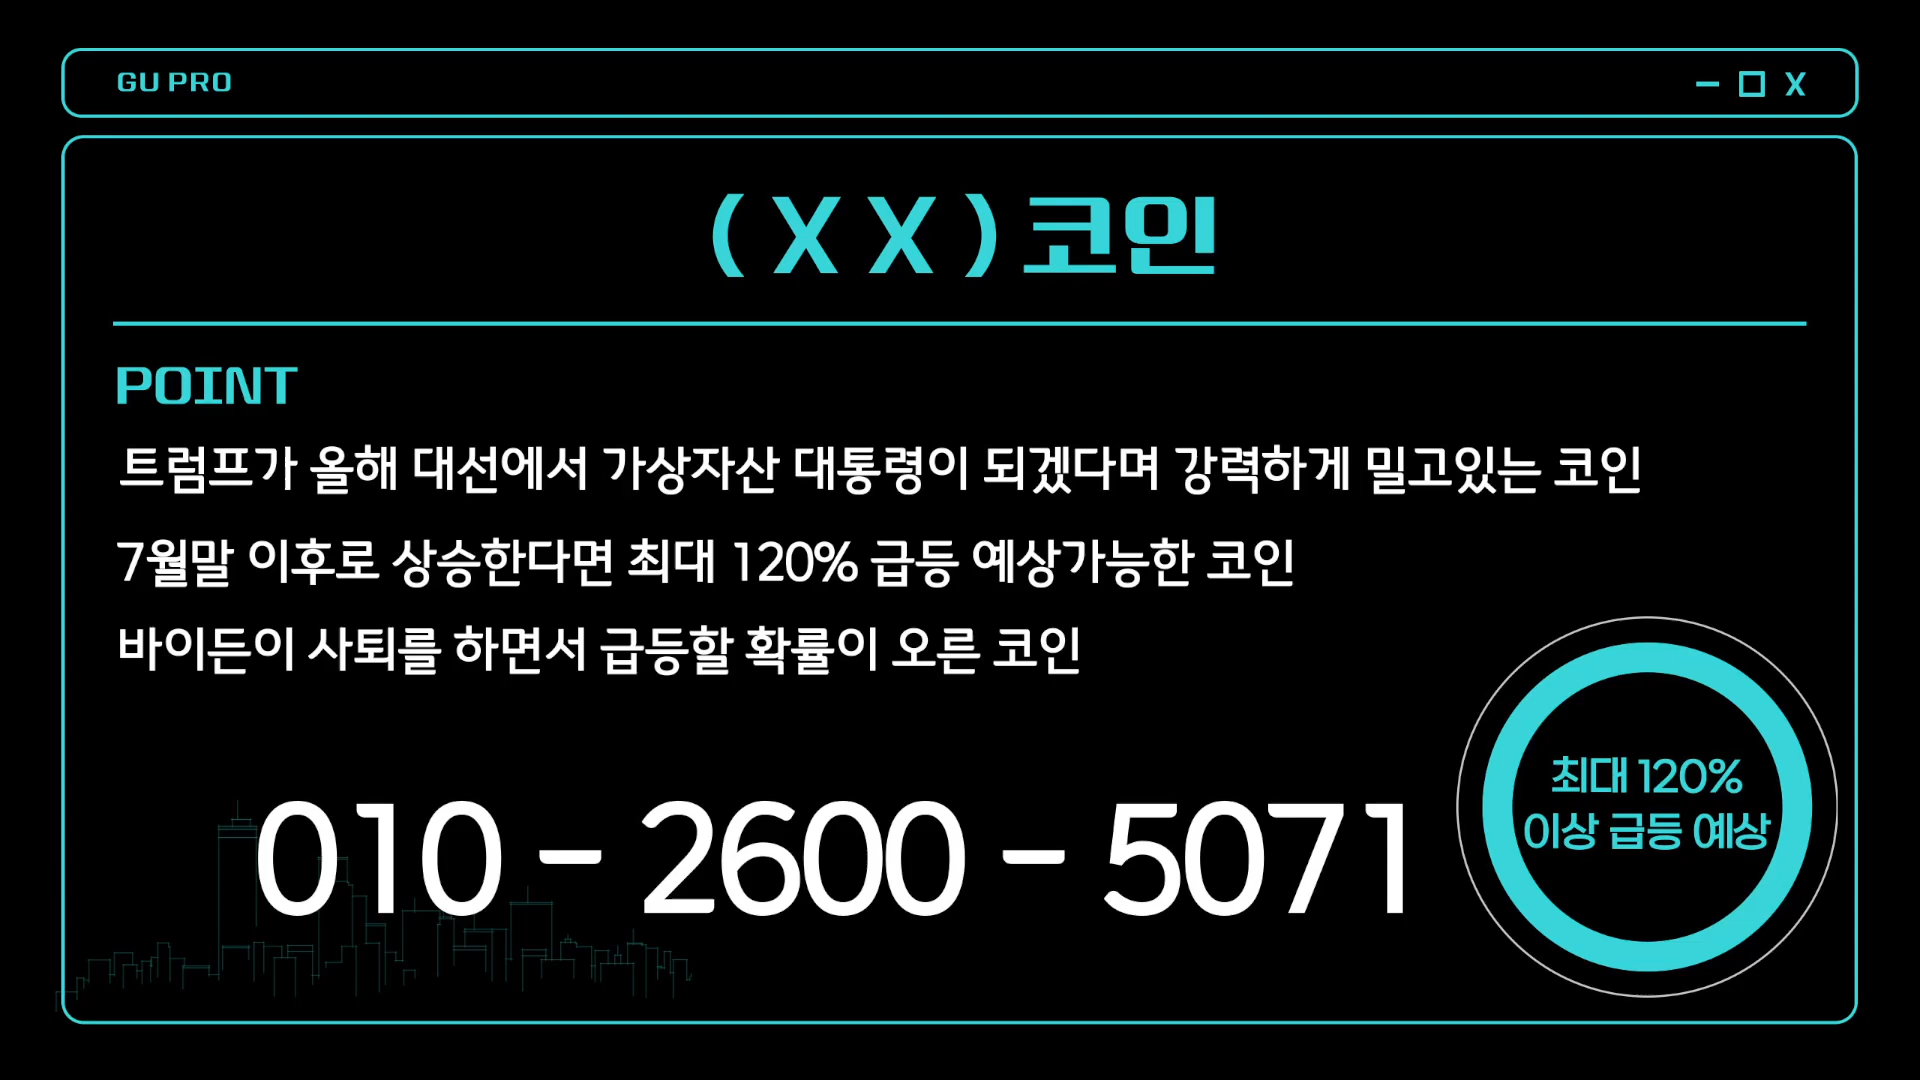 GU PRO
X
(XX)코인
POINT
트럼프가 올해 대선에서 가상자산 대통령이 되겠다며 강력하게 밀고있는 코인
7월말 이후로 상승한다면 최대 120% 급등 예상가능한 코인
바이든이 사퇴를 하면서 급등할 확률이 오른 코인
010 - 2600 - 5071
최대 120%
이상 급등 예상